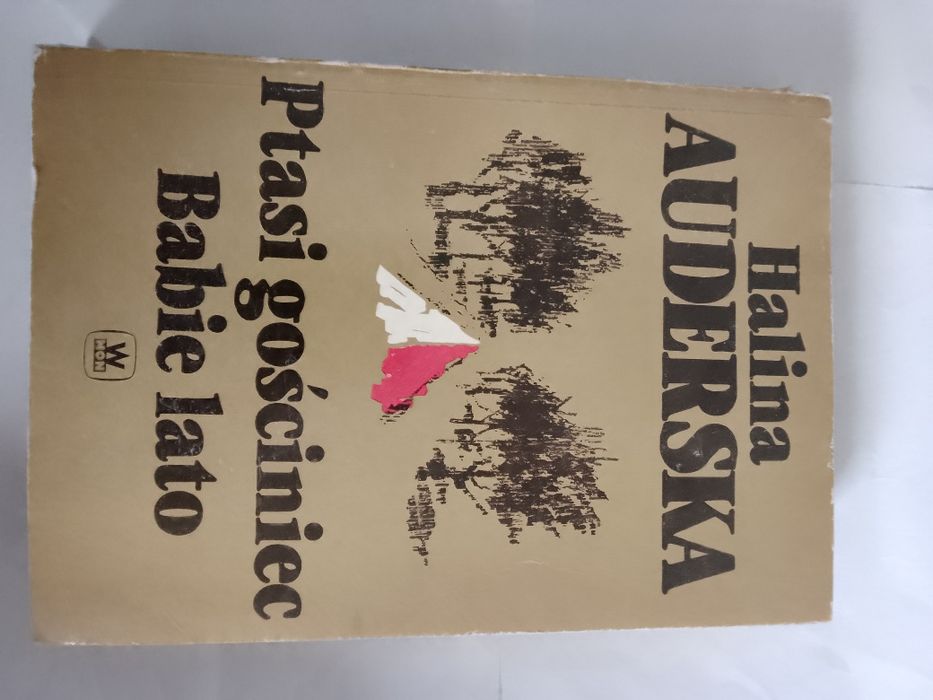 Halina
AUDERSKA
Ptasi gościniec
Babie lato
W
MON